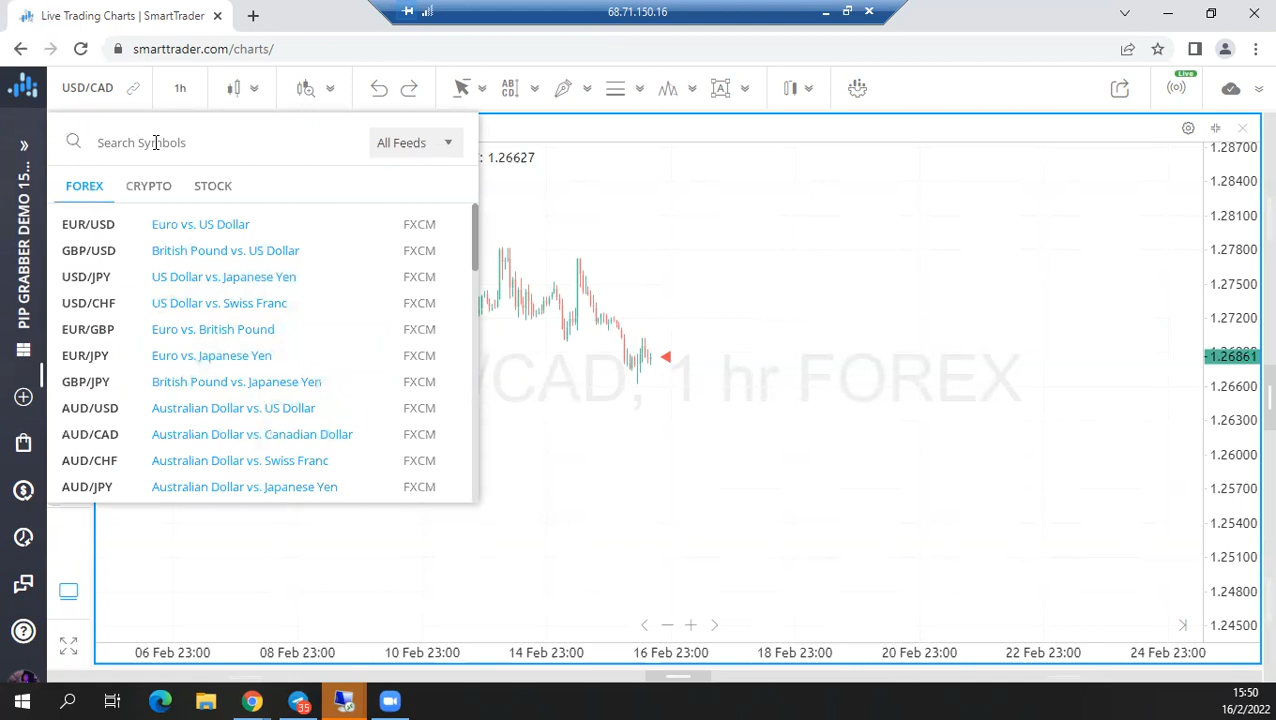 Live Trading Charts | SmartTrader
68.71.150.16
smarttrader.com/charts/
USD/CAD
1h
AB
CD
A
Live
Search Symbols
All Feeds
: 1.26627
FOREX CRYPTO STOCK
EUR/USD Euro vs. US Dollar FXCM
GBP/USD British Pound vs. US Dollar FXCM
USD/JPY US Dollar vs. Japanese Yen FXCM
USD/CHF US Dollar vs. Swiss Franc FXCM
EUR/GBP Euro vs. British Pound FXCM
EUR/JPY Euro vs. Japanese Yen FXCM
GBP/JPY British Pound vs. Japanese Yen FXCM
AUD/USD Australian Dollar vs. US Dollar FXCM
AUD/CAD Australian Dollar vs. Canadian Dollar FXCM
AUD/CHF Australian Dollar vs. Swiss Franc FXCM
AUD/JPY Australian Dollar vs. Japanese Yen FXCM
PIP GRABBER DEMO 15...
/CAD, 1 hr FOREX
1.28700
1.28400
1.28100
1.27800
1.27500
1.27200
1.26861
1.26600
1.26300
1.26000
1.25700
1.25400
1.25100
1.24800
1.24500
06 Feb 23:00 08 Feb 23:00 10 Feb 23:00 14 Feb 23:00 16 Feb 23:00 18 Feb 23:00 20 Feb 23:00 22 Feb 23:00 24 Feb 23:00
35
15:50
16/2/2022